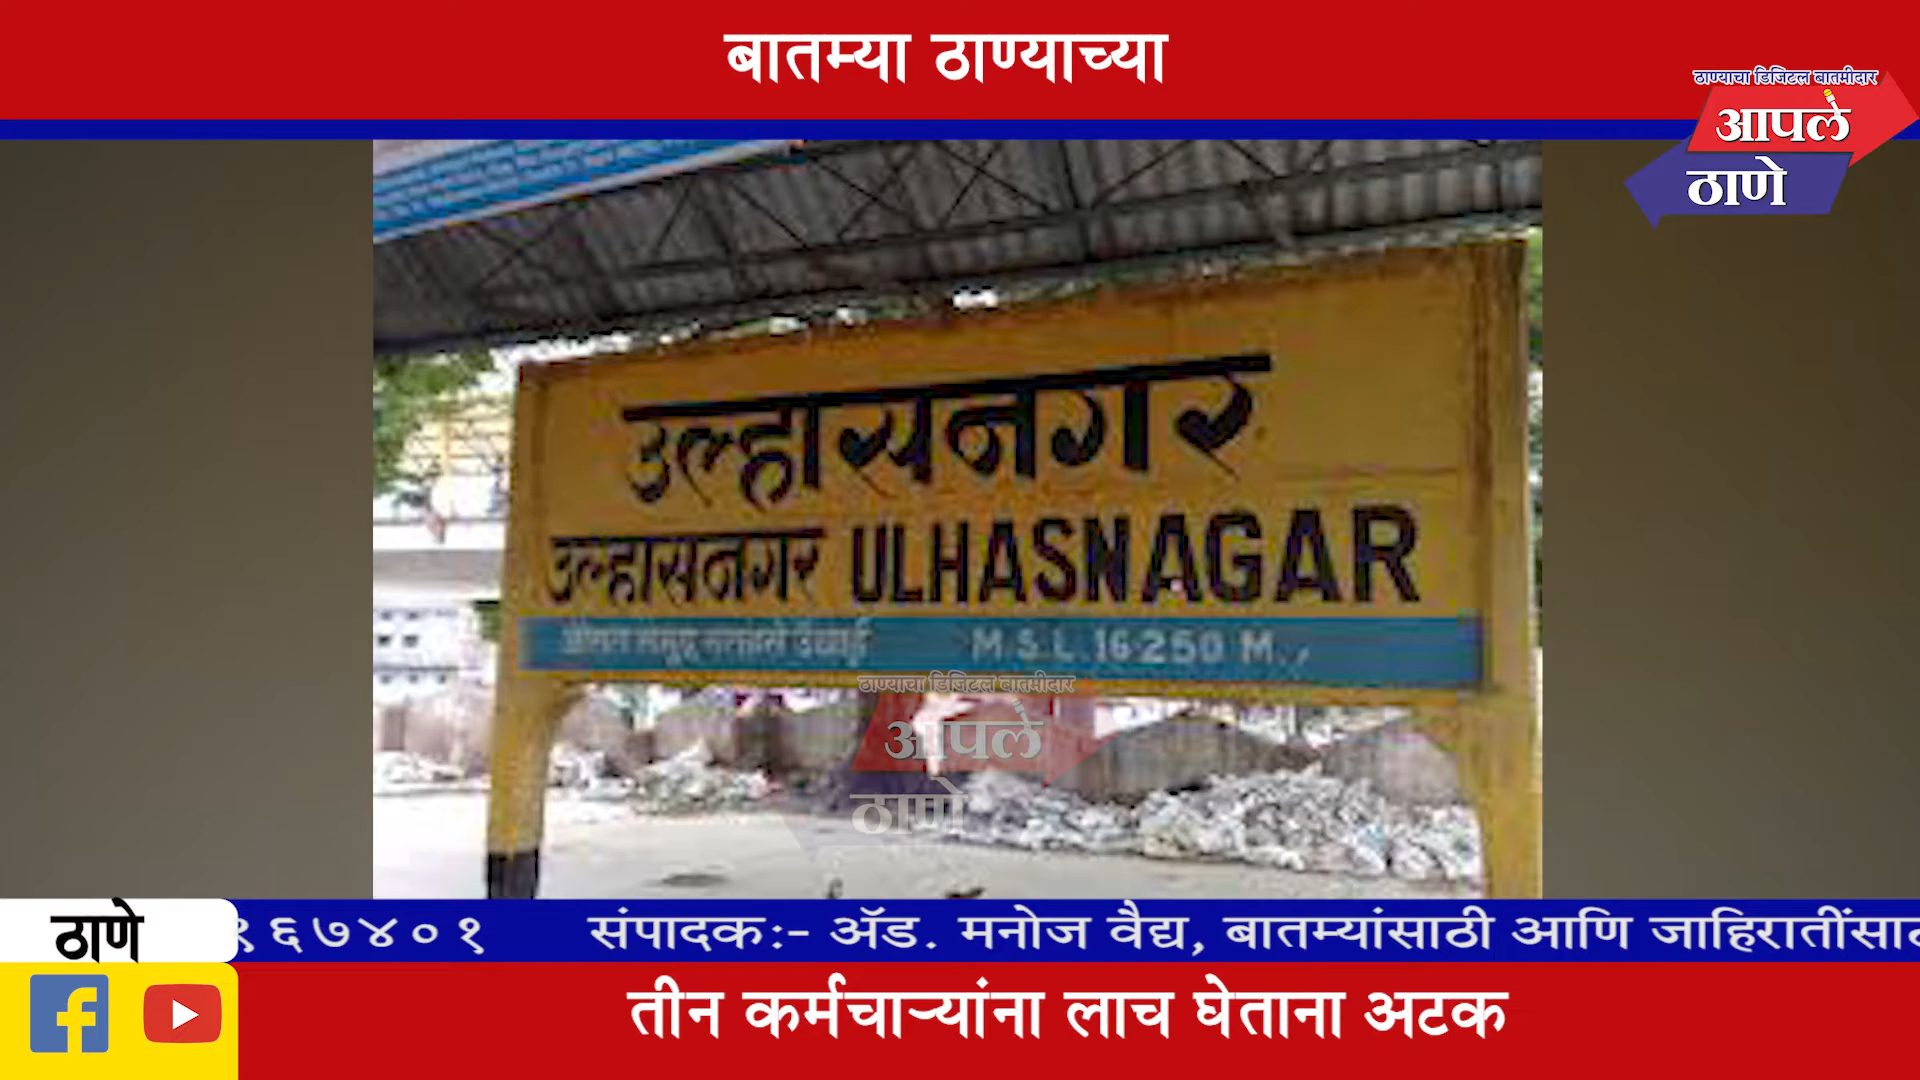 बातम्या ठाण्याच्या
ठाण्याचा डिजिटल बातमीदार
आपले
ठाणे
उल्हासनगर
उल्हासनगर ULHASNAGAR
M.S.L. 16.250 M.
ठाण्याचा डिजिटल बातमीदार
आपले
ठाणे
ठाणे
९६७४०१ संपादक:- ॲड. मनोज वैद्य, बातम्यांसाठी आणि
तीन कर्मचाऱ्यांना लाच घेताना अटक